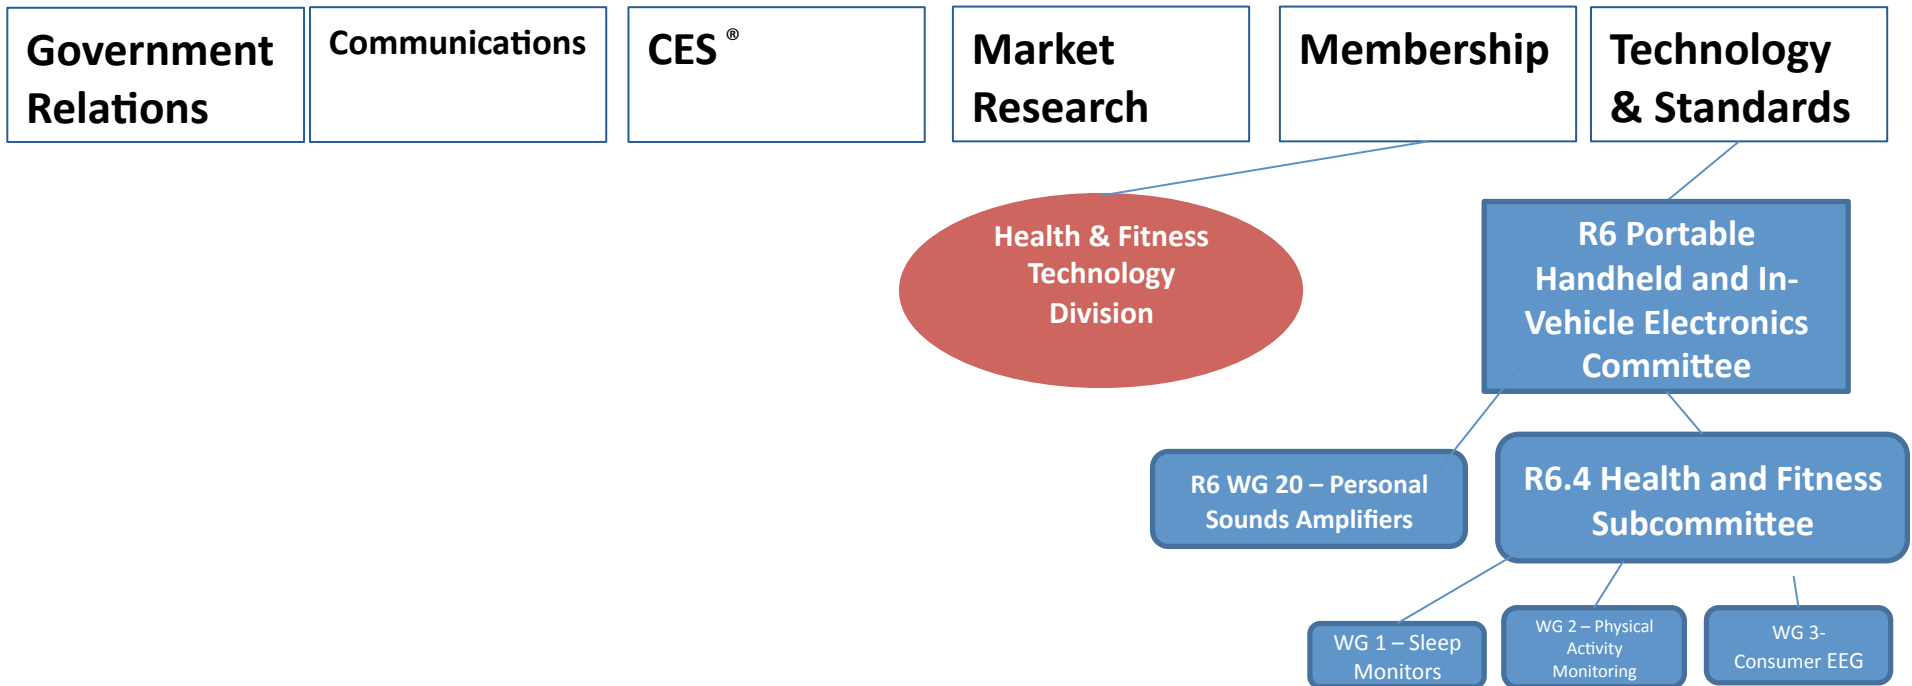 Government
Relations
Communications
CES ®
Market
Research
Membership
Technology
& Standards
Health & Fitness
Technology
Division
R6 Portable
Handheld and In-
Vehicle Electronics
Committee
R6 WG 20 – Personal
Sounds Amplifiers
R6.4 Health and Fitness
Subcommittee
WG 1 – Sleep
Monitors
WG 2 – Physical
Activity
Monitoring
WG 3-
Consumer EEG